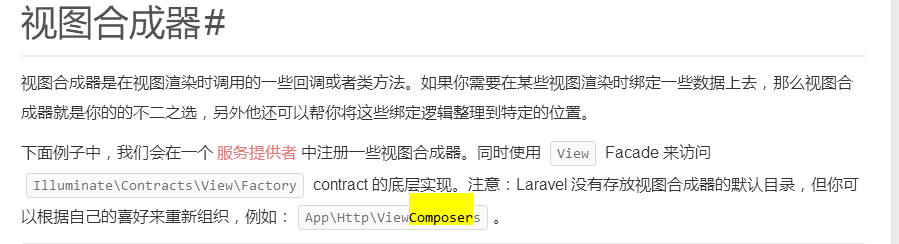 视图合成器#
视图合成器是在视图渲染时调用的一些回调或者类方法。如果你需要在某些视图渲染时绑定一些数据上去，那么视图合
成器就是你的的不二之选，另外他还可以帮你将这些绑定逻辑整理到特定的位置。
下面例子中，我们会在一个 服务提供者 中注册一些视图合成器。同时使用 View Facade 来访问
Illuminate\Contracts\View\Factory contract 的底层实现。注意：Laravel 没有存放视图合成器的默认目录，但你可
以根据自己的喜好来重新组织，例如： App\Http\ViewComposers 。